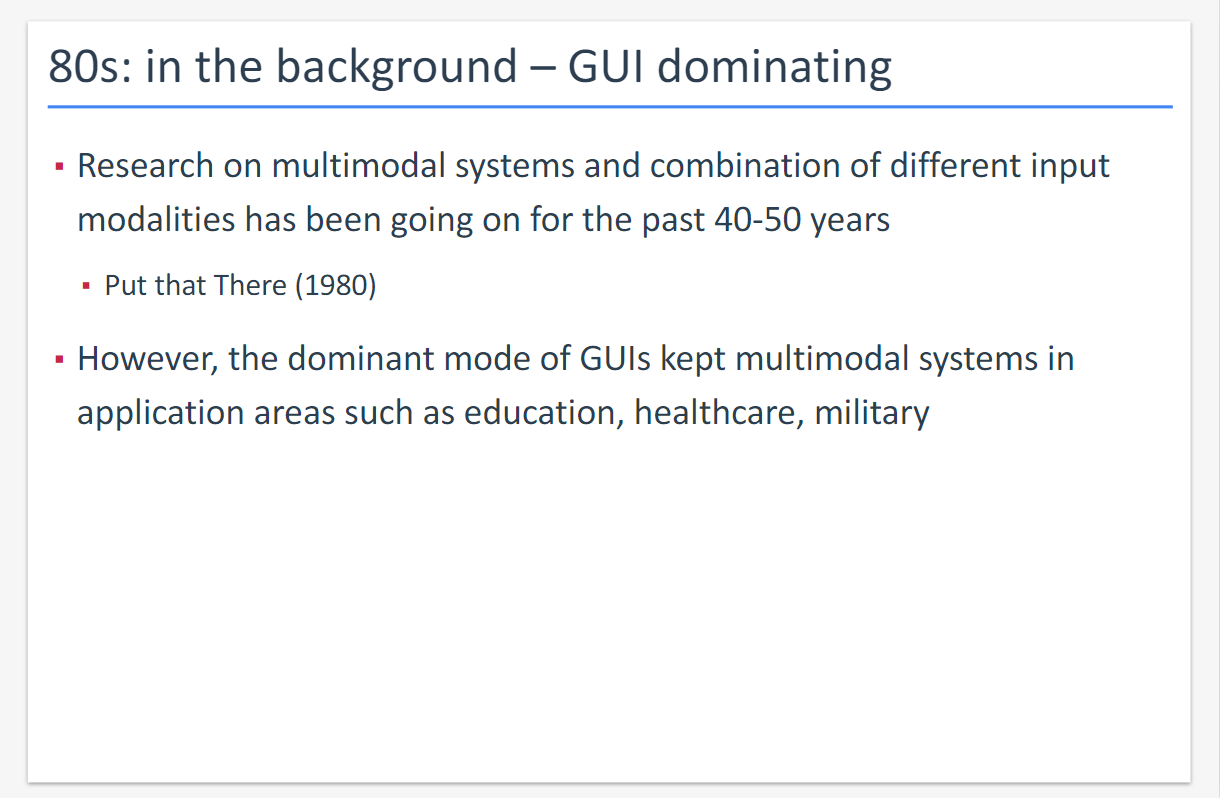 80s: in the background – GUI dominating
▪ Research on multimodal systems and combination of different input
modalities has been going on for the past 40-50 years
▪ Put that There (1980)
▪ However, the dominant mode of GUIs kept multimodal systems in
application areas such as education, healthcare, military